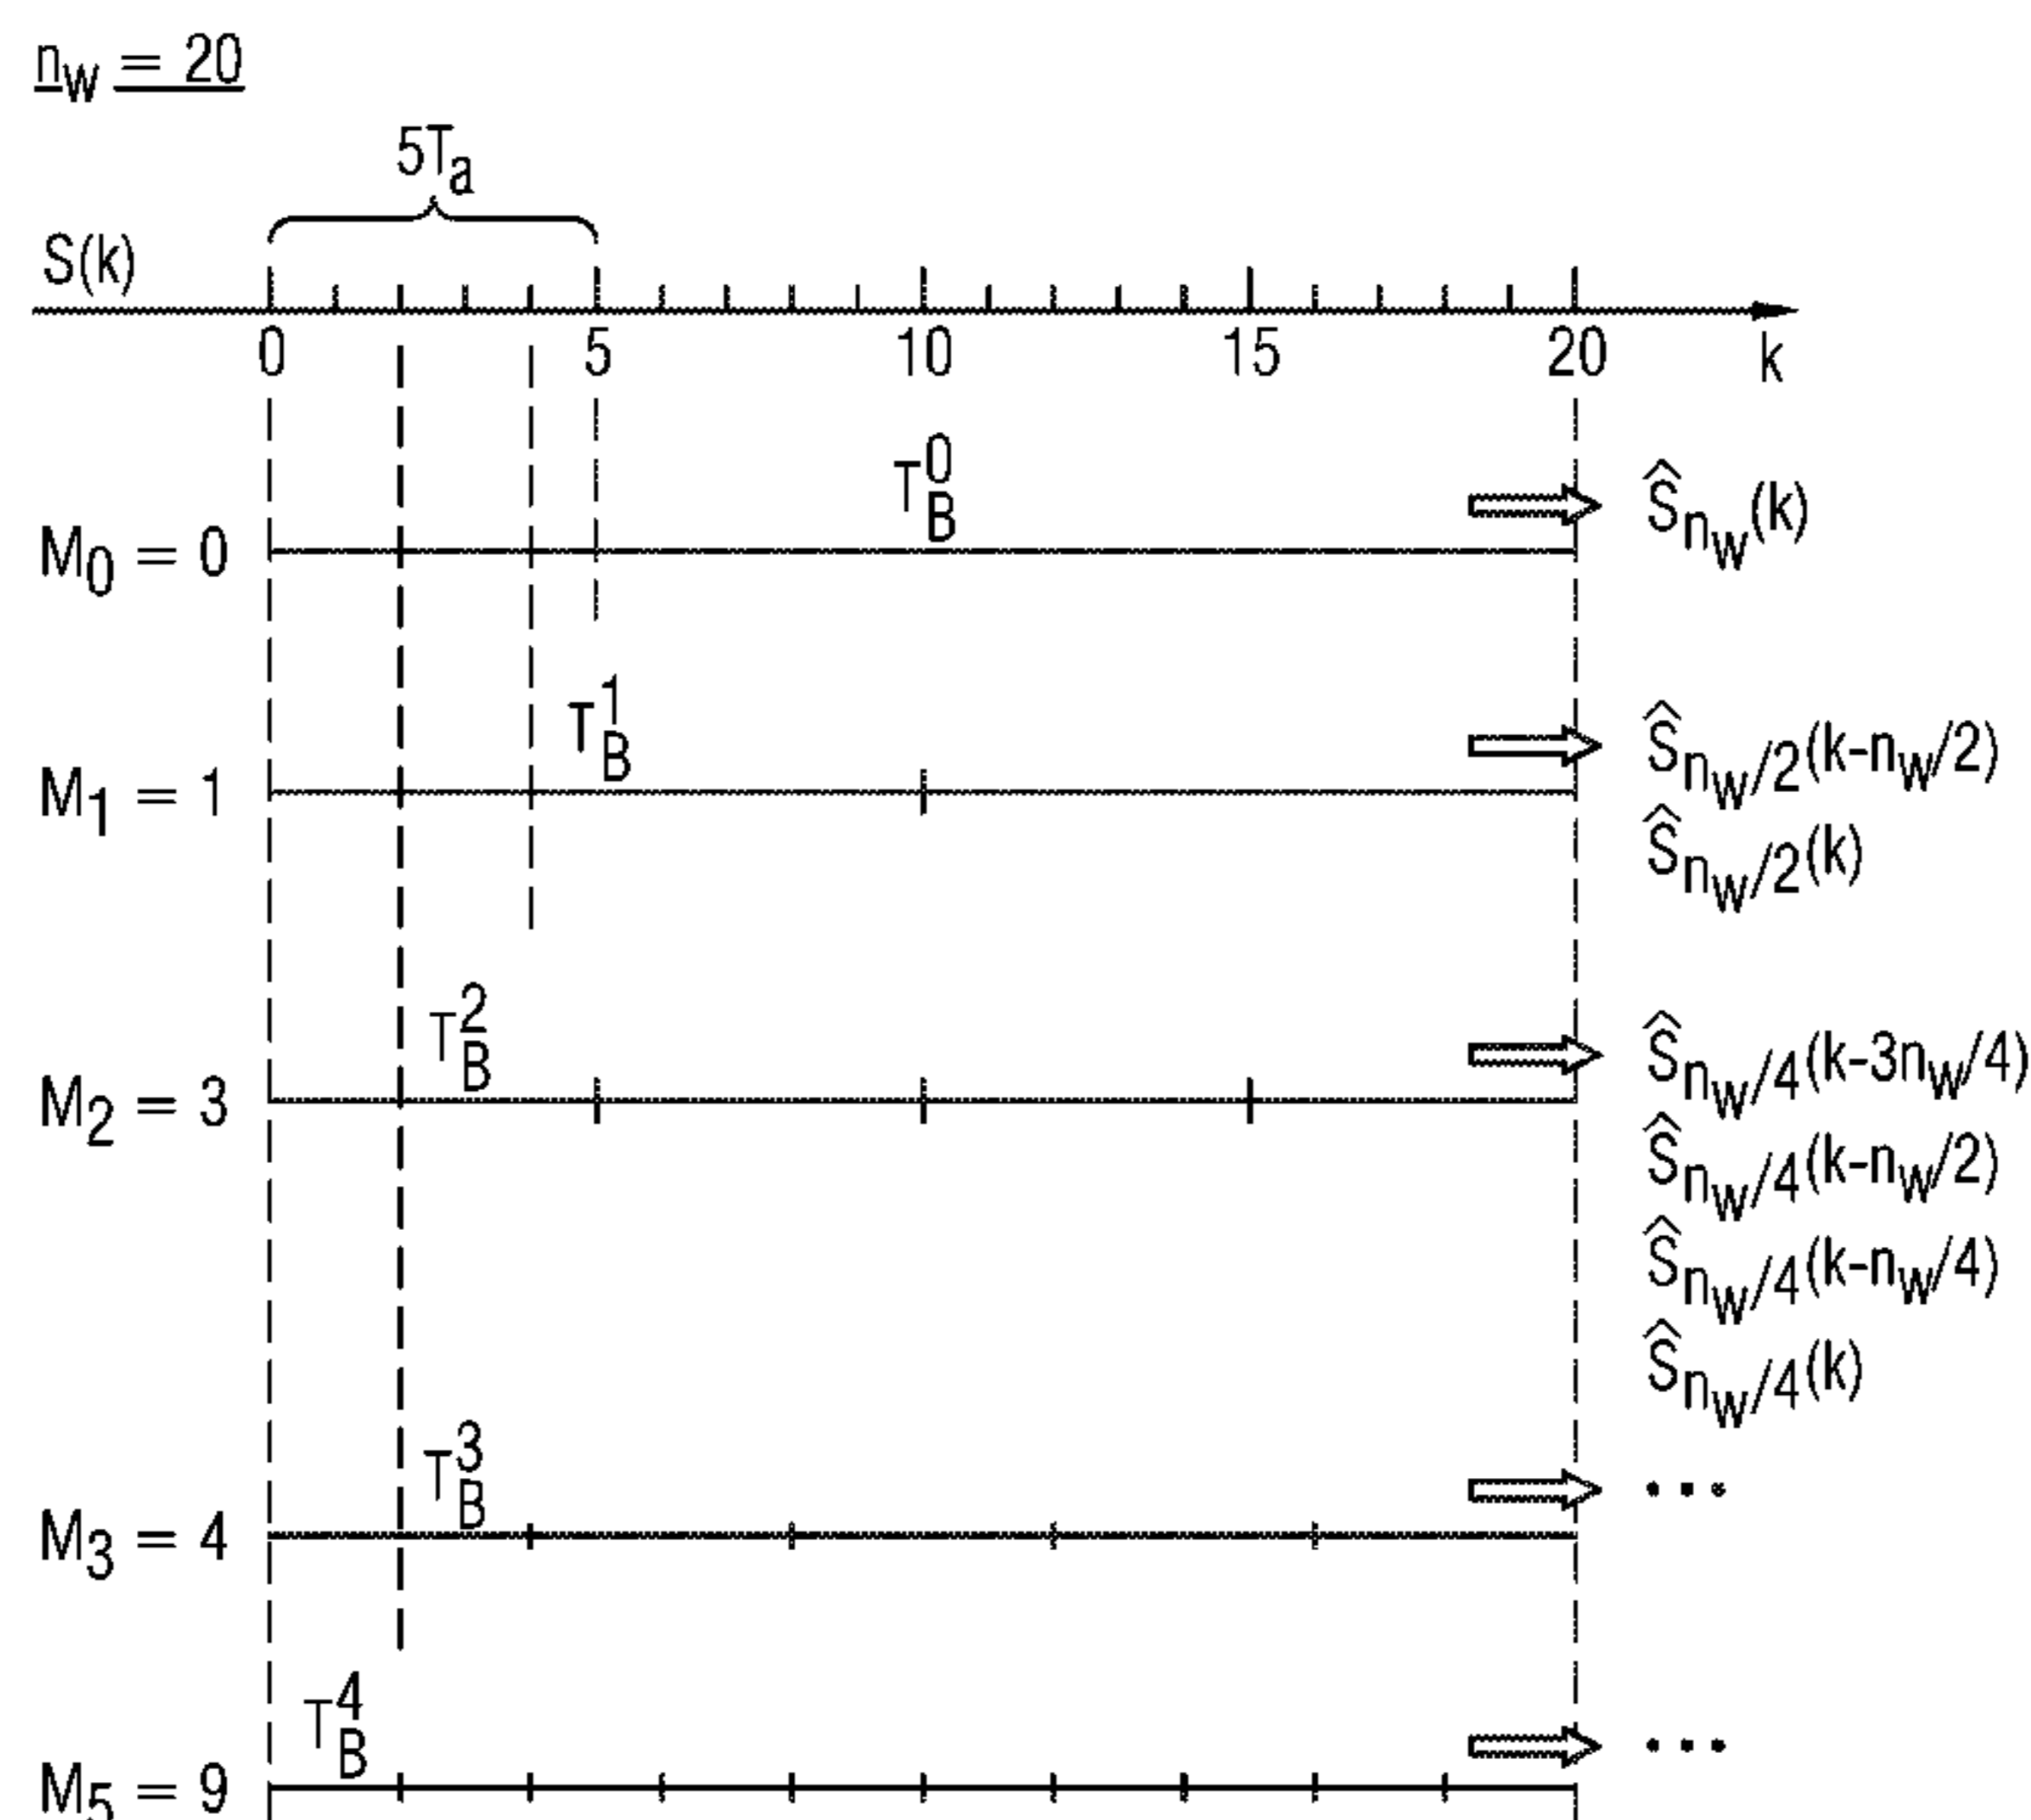 n_w = 20
5T_a
S(k)
0 5 10 15 20 k
T_B^0
M_0 = 0
Ŝ_{n_w}(k)
T_B^1
M_1 = 1
Ŝ_{n_w/2}(k-n_w/2)
Ŝ_{n_w/2}(k)
T_B^2
M_2 = 3
Ŝ_{n_w/4}(k-3n_w/4)
Ŝ_{n_w/4}(k-n_w/2)
Ŝ_{n_w/4}(k-n_w/4)
Ŝ_{n_w/4}(k)
T_B^3
M_3 = 4
...
T_B^4
M_5 = 9
...